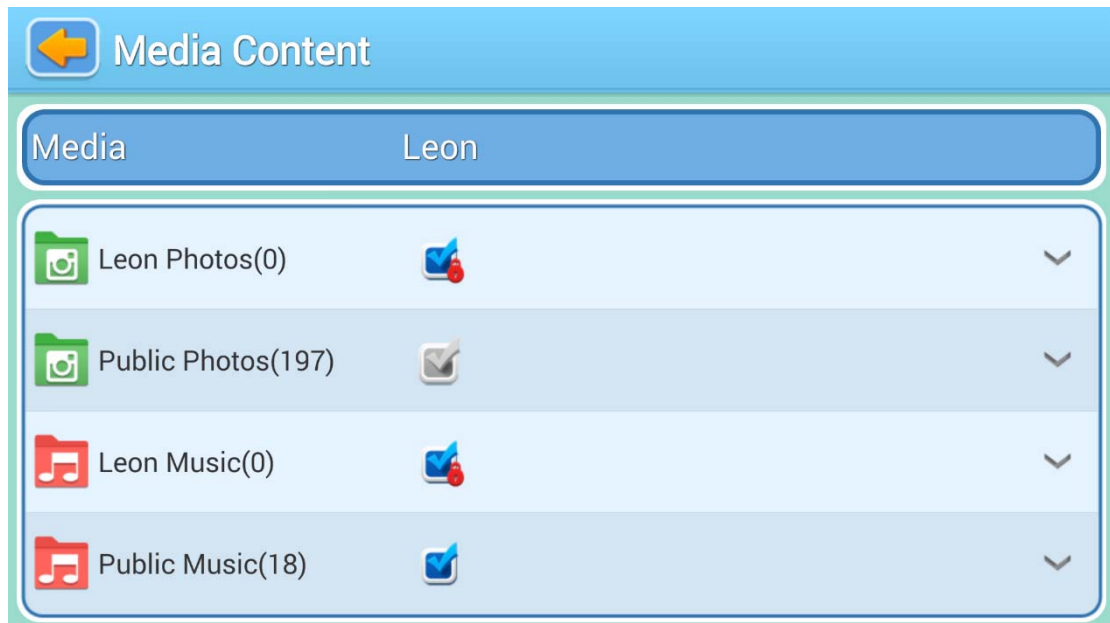 Media Content
Media Leon
Leon Photos(0)
Public Photos(197)
Leon Music(0)
Public Music(18)